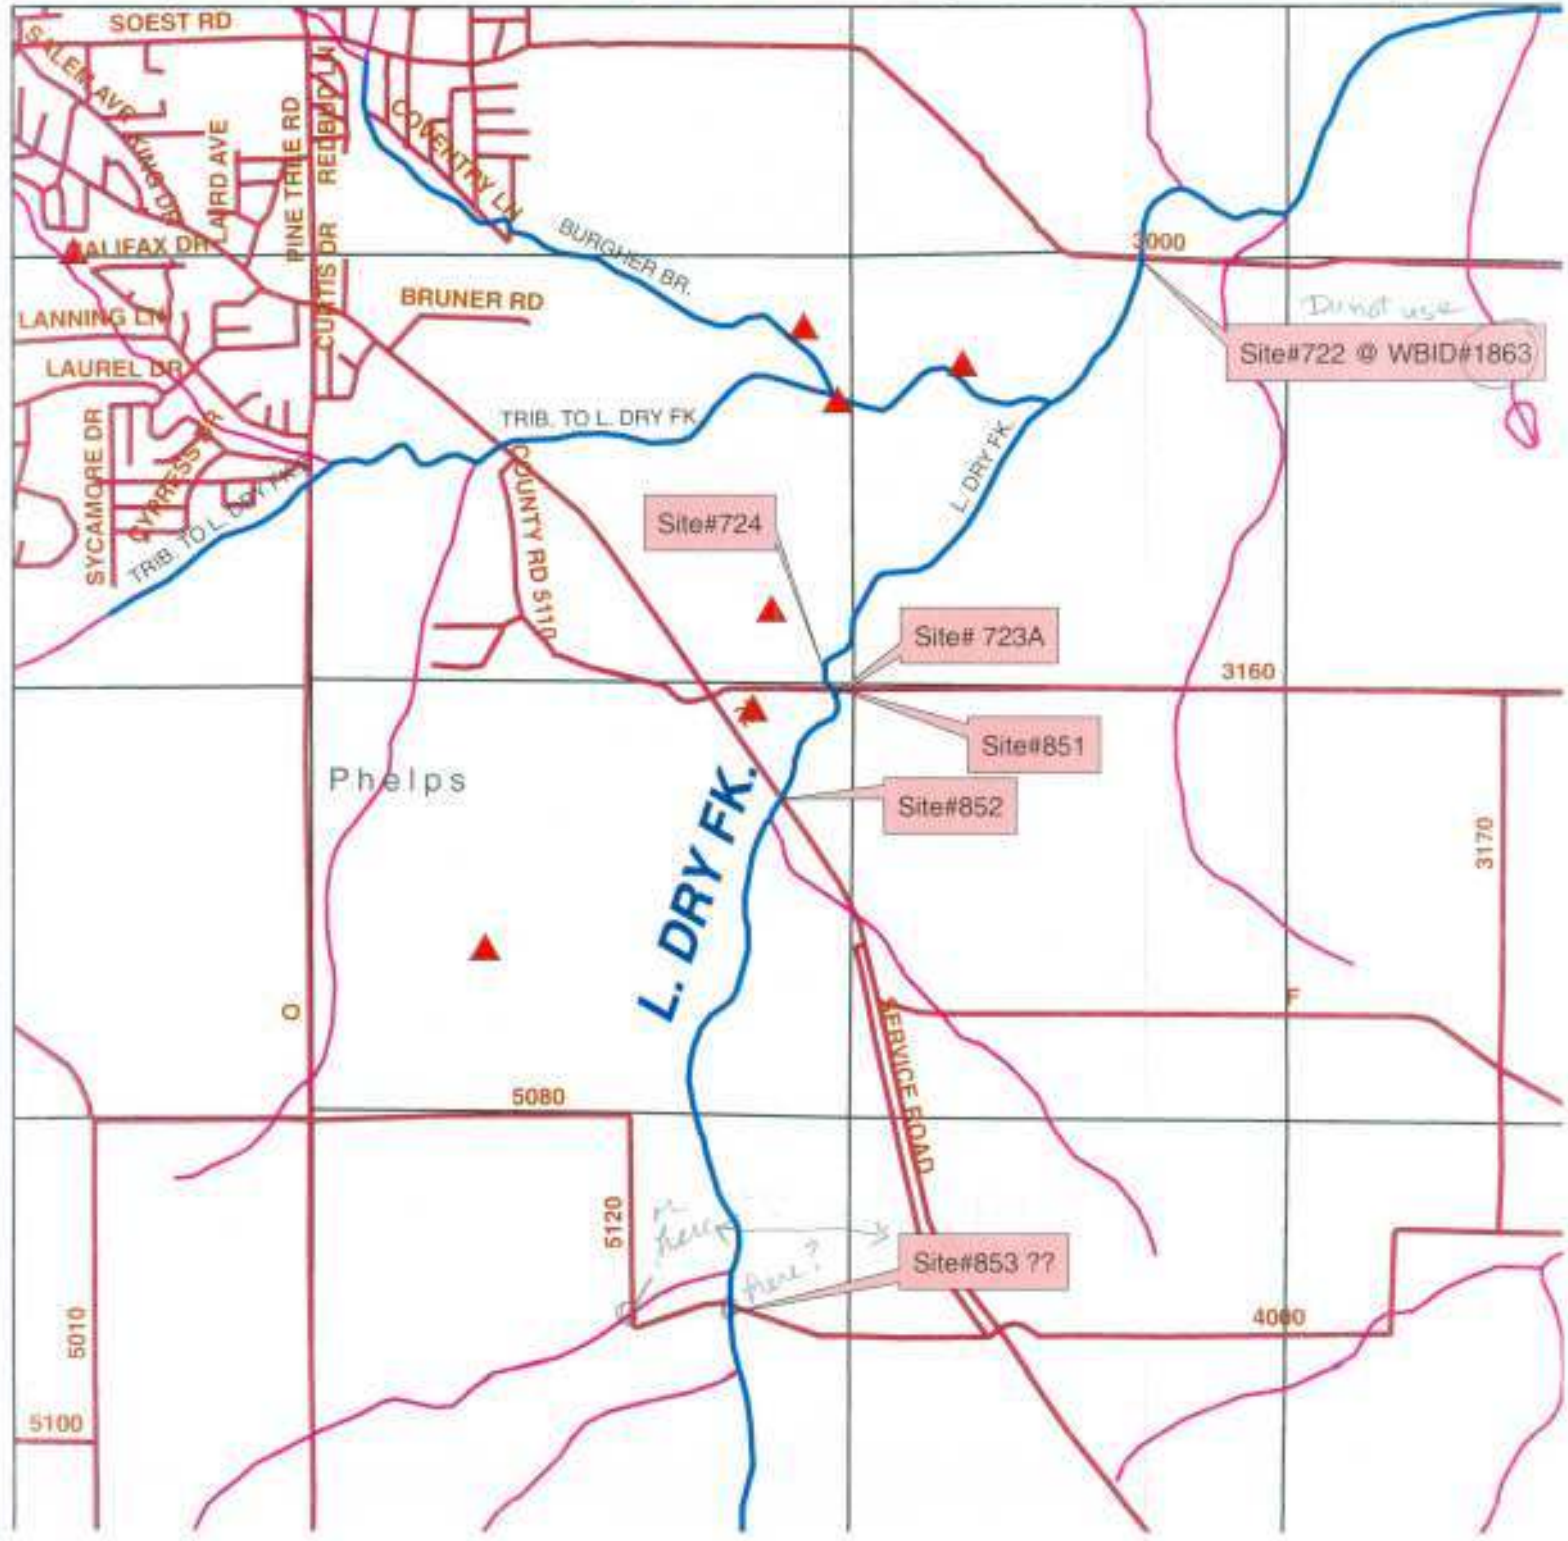 SOEST RD
SALEM AVE
KING DR
LAIRD AVE
PINE TREE RD
REDBUD LN
COVENTRY LN
HALIFAX DR
CURTIS DR
BURGHER BR.
3000
LANNING LN
BRUNER RD
Do not use
Site#722 @ WBID#1863
LAUREL DR
SYCAMORE DR
CYPRESS DR
TRIB. TO L. DRY FK
TRIB. TO L. DRY FK
L. DRY FK.
COUNTY RD 5110
Site#724
Site# 723A
3160
Site#851
Phelps
Site#852
L. DRY FK.
3170
O
F
SERVICE ROAD
5080
5120
or
here
here?
Site#853 ??
4000
5010
5100